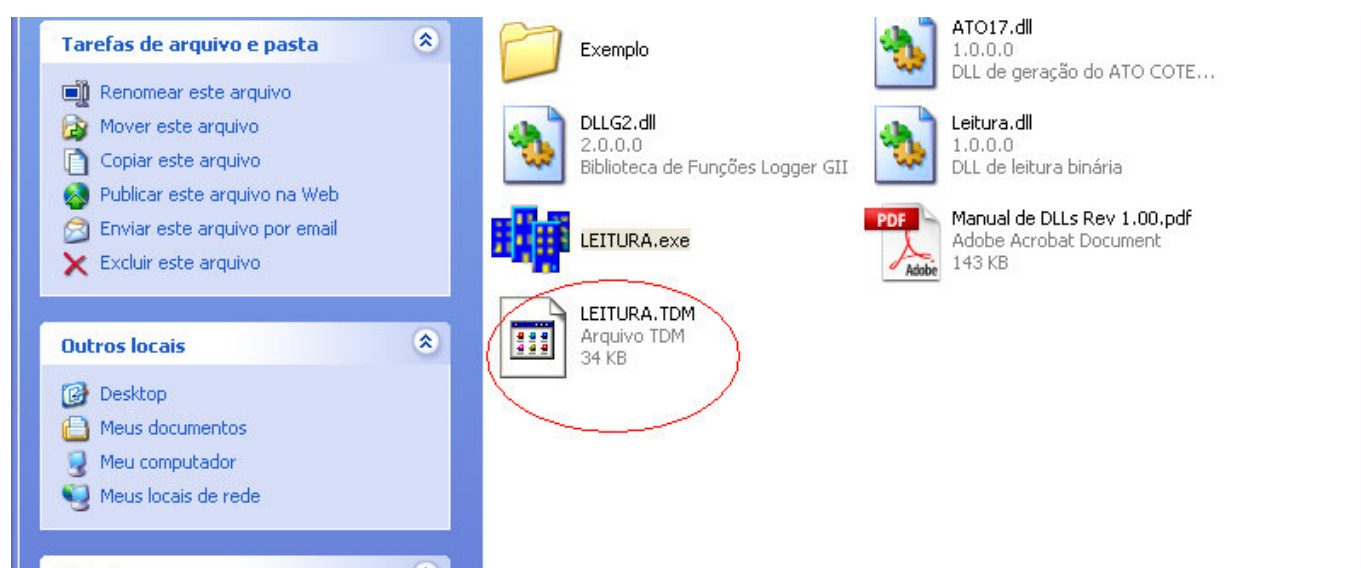 Tarefas de arquivo e pasta
Renomear este arquivo
Mover este arquivo
Copiar este arquivo
Publicar este arquivo na Web
Enviar este arquivo por email
Excluir este arquivo
Outros locais
Desktop
Meus documentos
Meu computador
Meus locais de rede
Exemplo
ATO17.dll
1.0.0.0
DLL de geração do ATO COTE...
DLLG2.dll
2.0.0.0
Biblioteca de Funções Logger GII
Leitura.dll
1.0.0.0
DLL de leitura binária
LEITURA.exe
PDF
Adobe
Manual de DLLs Rev 1.00.pdf
Adobe Acrobat Document
143 KB
LEITURA.TDM
Arquivo TDM
34 KB